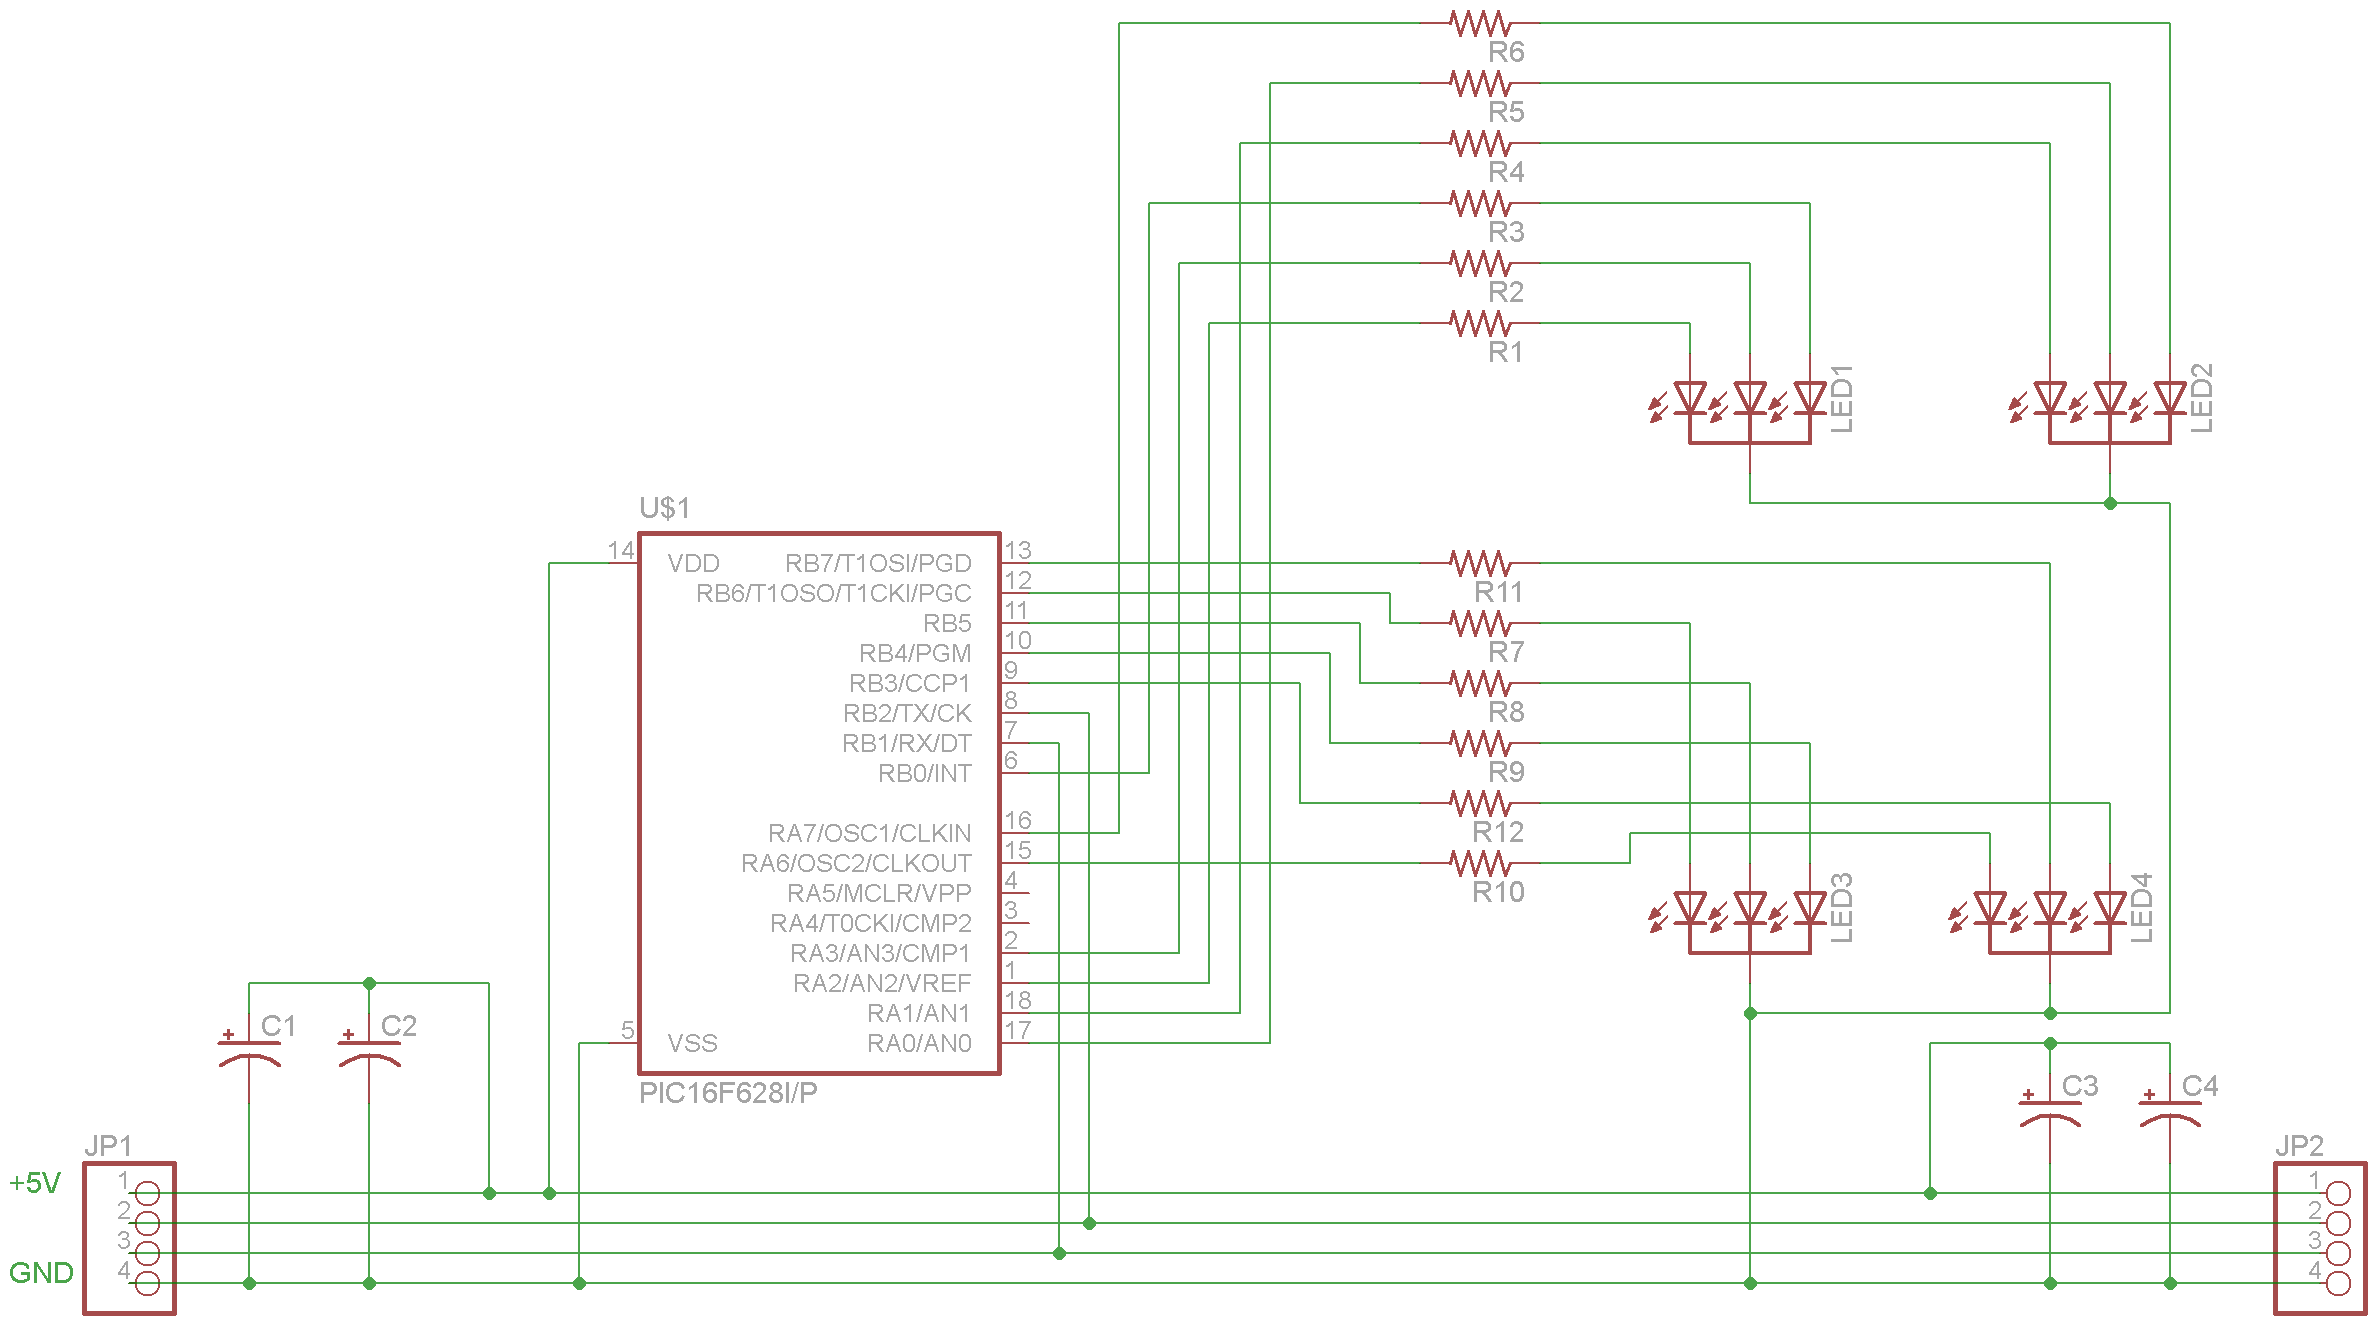 R6
R5
R4
R3
R2
R1
LED1
LED2
U$1
14
VDD
RB7/T1OSI/PGD
13
RB6/T1OSO/T1CKI/PGC
12
RB5
11
RB4/PGM
10
RB3/CCP1
9
RB2/TX/CK
8
RB1/RX/DT
7
RB0/INT
6
RA7/OSC1/CLKIN
16
RA6/OSC2/CLKOUT
15
RA5/MCLR/VPP
4
RA4/T0CKI/CMP2
3
RA3/AN3/CMP1
2
RA2/AN2/VREF
1
RA1/AN1
18
5
VSS
RA0/AN0
17
PIC16F628I/P
R11
R7
R8
R9
R12
R10
LED3
LED4
+
C1
+
C2
+
C3
+
C4
JP1
+5V
1
2
3
GND
4
JP2
1
2
3
4